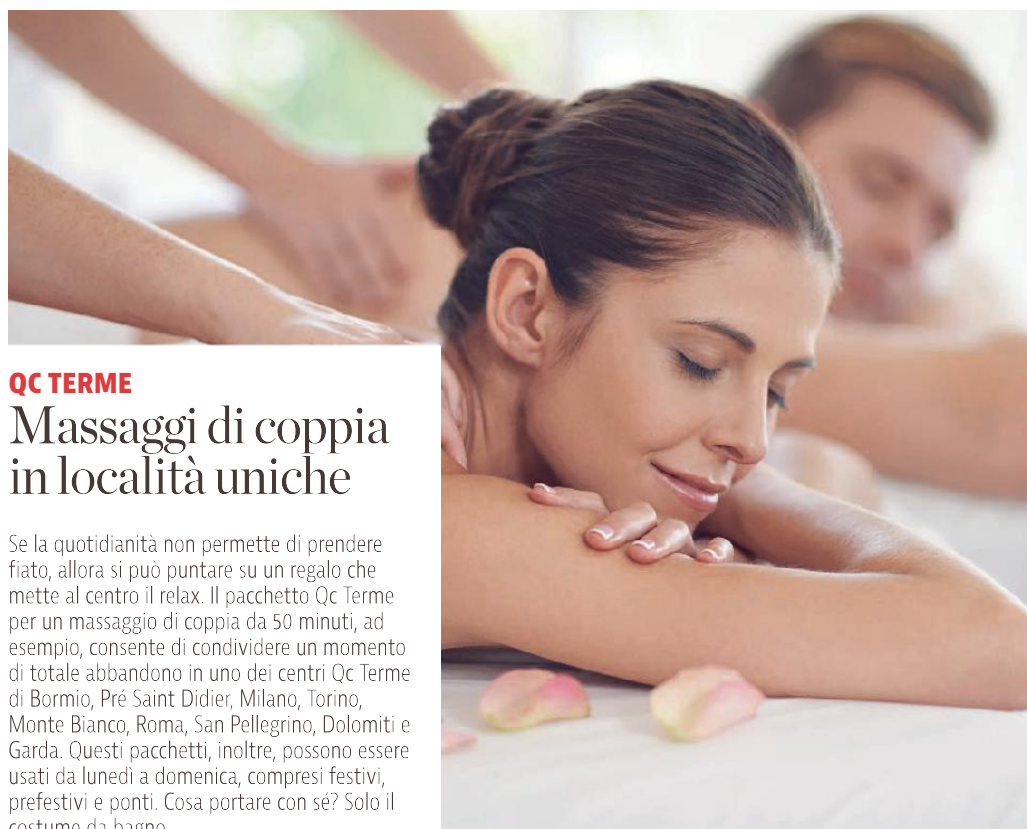 QC TERME
Massaggi di coppia
in località uniche
Se la quotidianità non permette di prendere
fiato, allora si può puntare su un regalo che
mette al centro il relax. Il pacchetto Qc Terme
per un massaggio di coppia da 50 minuti, ad
esempio, consente di condividere un momento
di totale abbandono in uno dei centri Qc Terme
di Bormio, Pré Saint Didier, Milano, Torino,
Monte Bianco, Roma, San Pellegrino, Dolomiti e
Garda. Questi pacchetti, inoltre, possono essere
usati da lunedì a domenica, compresi festivi,
prefestivi e ponti. Cosa portare con sé? Solo il
costume da bagno